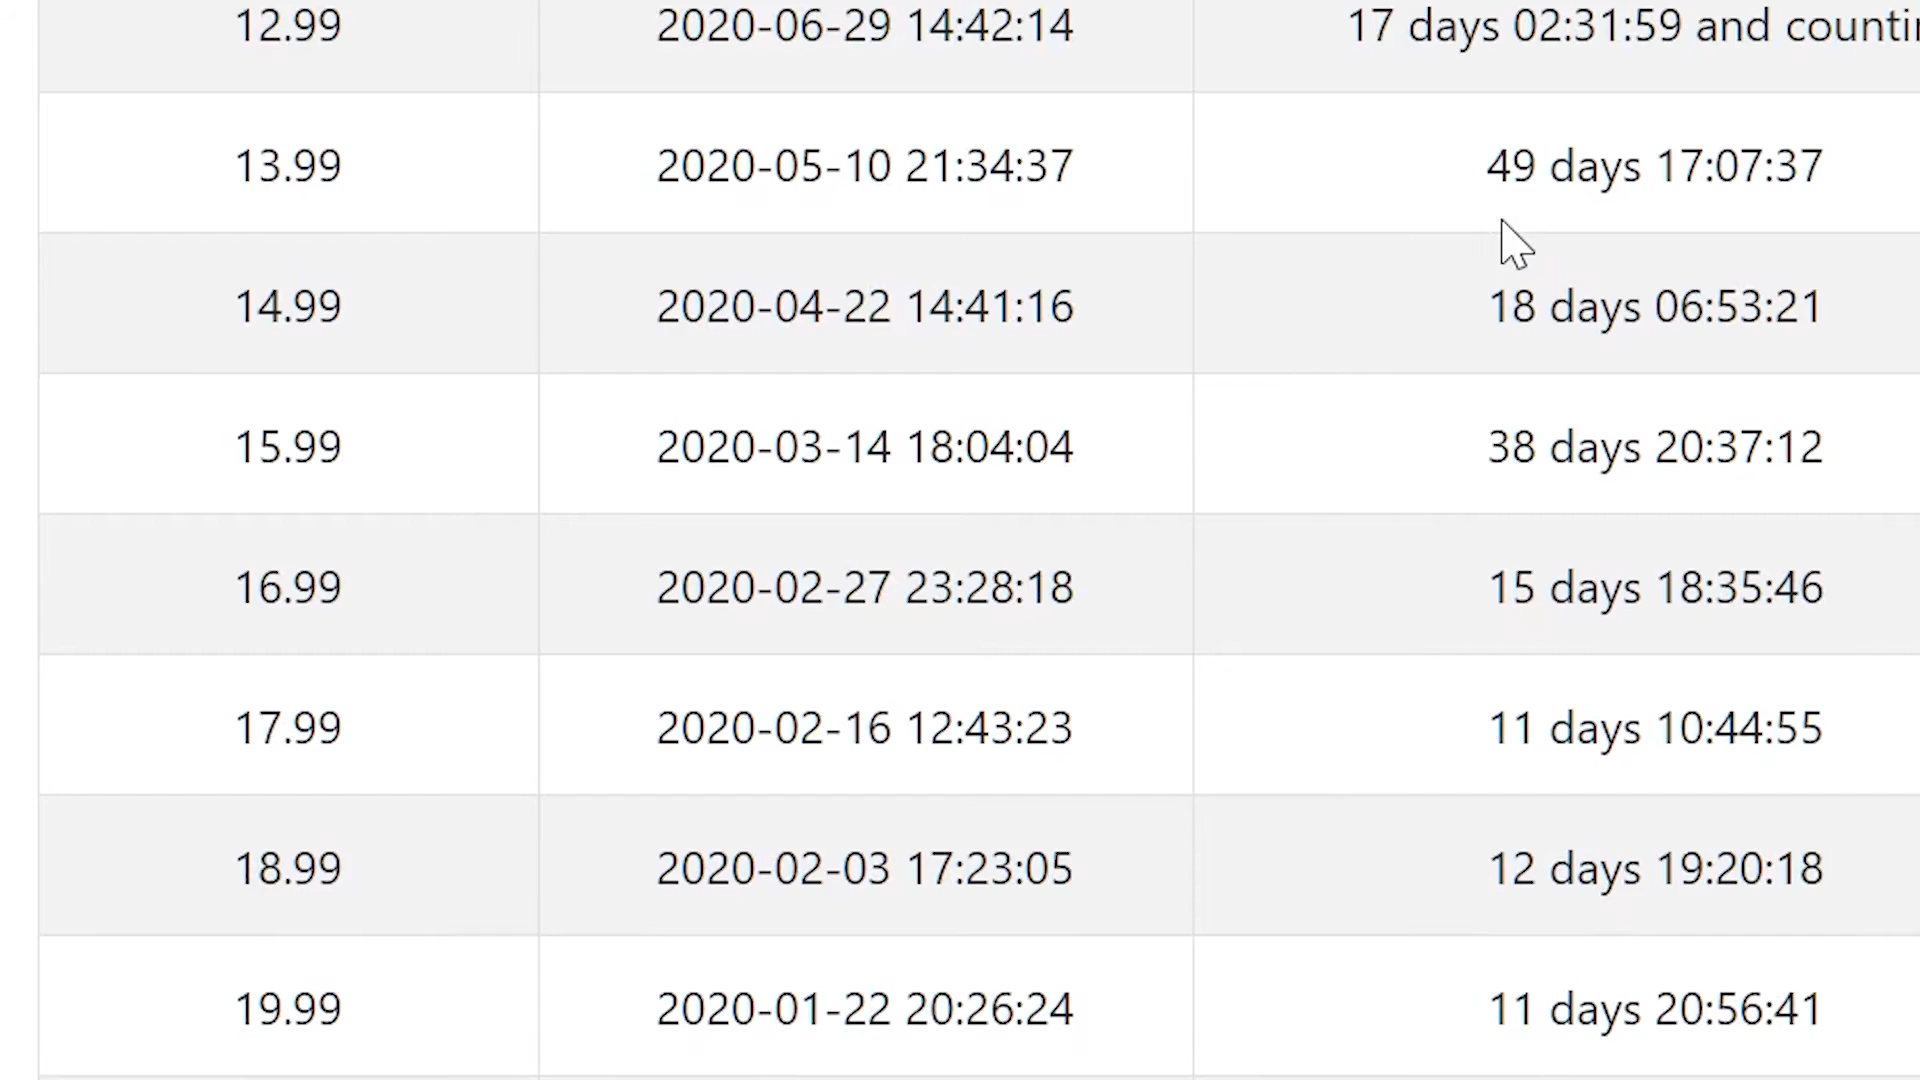 12.99 2020-06-29 14:42:14 17 days 02:31:59 and
13.99 2020-05-10 21:34:37 49 days 17:07:37
14.99 2020-04-22 14:41:16 18 days 06:53:21
15.99 2020-03-14 18:04:04 38 days 20:37:12
16.99 2020-02-27 23:28:18 15 days 18:35:46
17.99 2020-02-16 12:43:23 11 days 10:44:55
18.99 2020-02-03 17:23:05 12 days 19:20:18
19.99 2020-01-22 20:26:24 11 days 20:56:41